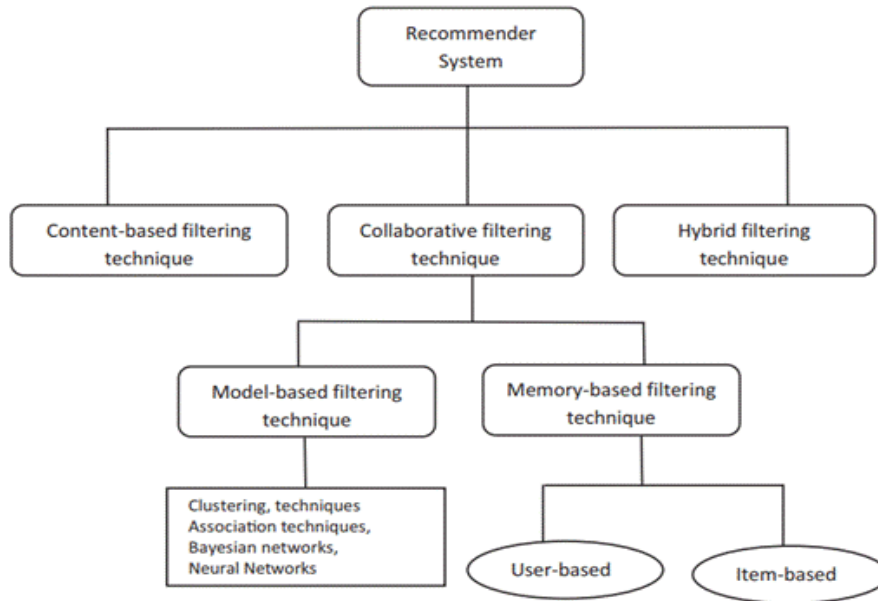 Recommender
System
Content-based filtering
technique
Collaborative filtering
technique
Hybrid filtering
technique
Model-based filtering
technique
Memory-based filtering
technique
Clustering, techniques
Association techniques,
Bayesian networks,
Neural Networks
User-based
Item-based